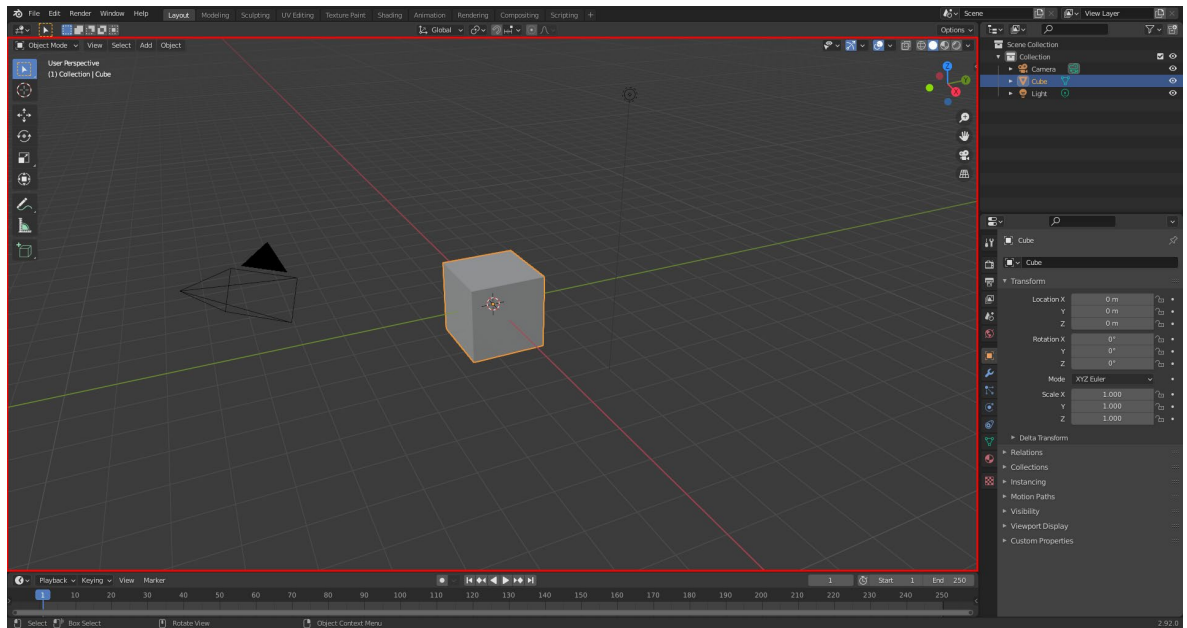 File Edit Render Window Help Layout Modeling Sculpting UV Editing Texture Paint Shading Animation Rendering Compositing Scripting + Scene View Layer
Global Options
Object Mode View Select Add Object
User Perspective
(1) Collection | Cube
Z
Y
X
Scene Collection
Collection
Camera
Cube
Light
Cube
Cube
Transform
Location X 0 m
Y 0 m
Z 0 m
Rotation X 0°
Y 0°
Z 0°
Mode XYZ Euler
Scale X 1.000
Y 1.000
Z 1.000
Delta Transform
Relations
Collections
Instancing
Motion Paths
Visibility
Viewport Display
Custom Properties
Playback Keying View Marker 1 Start 1 End 250
1 10 20 30 40 50 60 70 80 90 100 110 120 130 140 150 160 170 180 190 200 210 220 230 240 250
Select Box Select Rotate View Object Context Menu 2.92.0